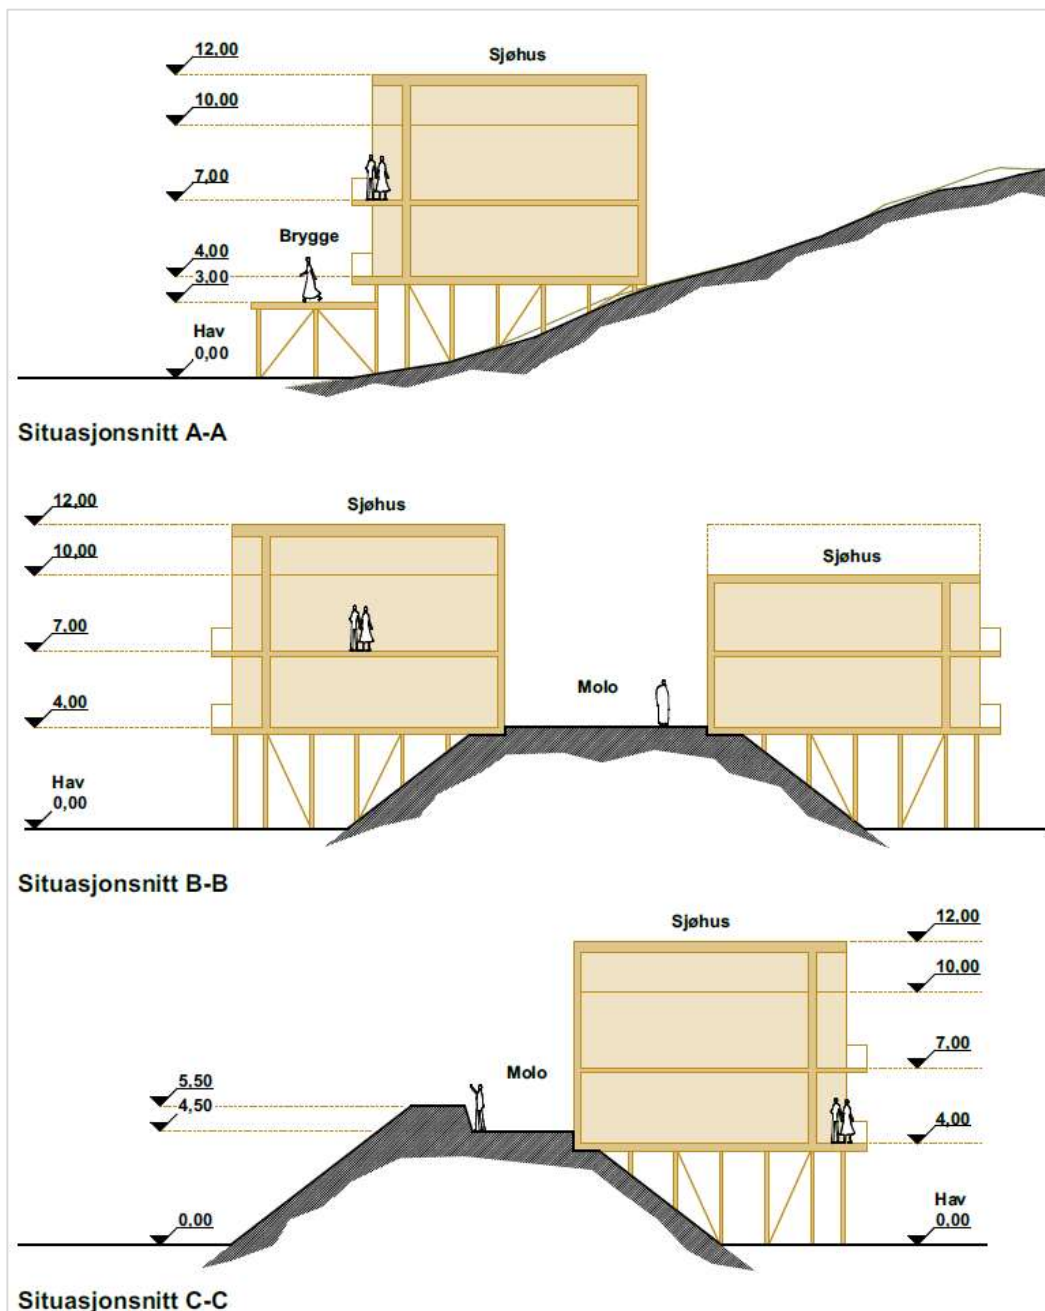 12,00
Sjøhus
10,00
7,00
Brygge
4,00
3,00
Hav
0,00
Situasjonsnitt A-A
12,00
Sjøhus
10,00
Sjøhus
7,00
Molo
4,00
Hav
0,00
Situasjonsnitt B-B
Sjøhus
12,00
10,00
7,00
Molo
5,50
4,50
4,00
Hav
0,00
0,00
Situasjonsnitt C-C